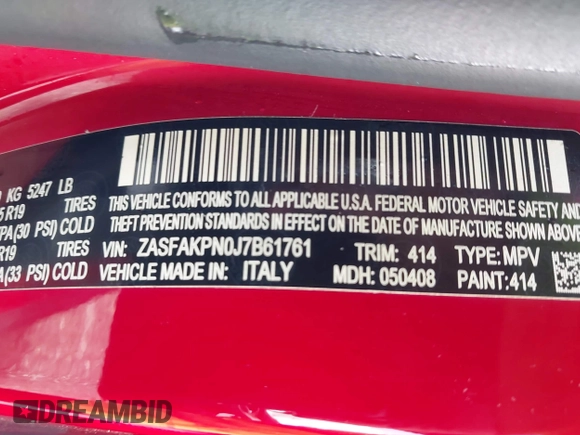 KG 5247 LB
R19 TIRES
PA(30 PSI) COLD
R19 TIRES
A(33 PSI) COLD
THIS VEHICLE CONFORMS TO ALL APPLICABLE U.S.A. FEDERAL MOTOR VEHICLE SAFETY AND
STANDARDS IN EFFECT ON THE DATE OF MANUFACTURE SHOWN ABOVE.
VIN: ZASFAKPN0J7B61761 TRIM: 414 TYPE: MPV
VEHICLE MADE IN: ITALY MDH: 050408 PAINT: 414
DREAMBID